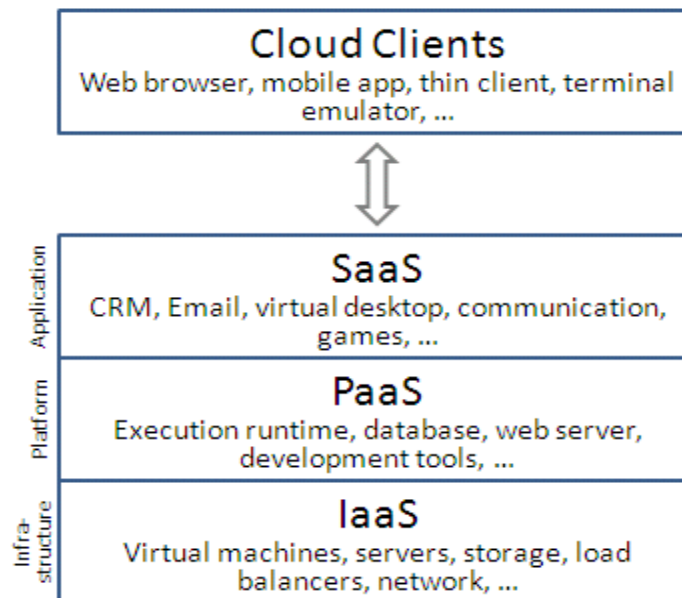 Cloud Clients
Web browser, mobile app, thin client, terminal
emulator, ...
Application
SaaS
CRM, Email, virtual desktop, communication,
games, ...
Platform
PaaS
Execution runtime, database, web server,
development tools, ...
Infra-
structure
IaaS
Virtual machines, servers, storage, load
balancers, network, ...